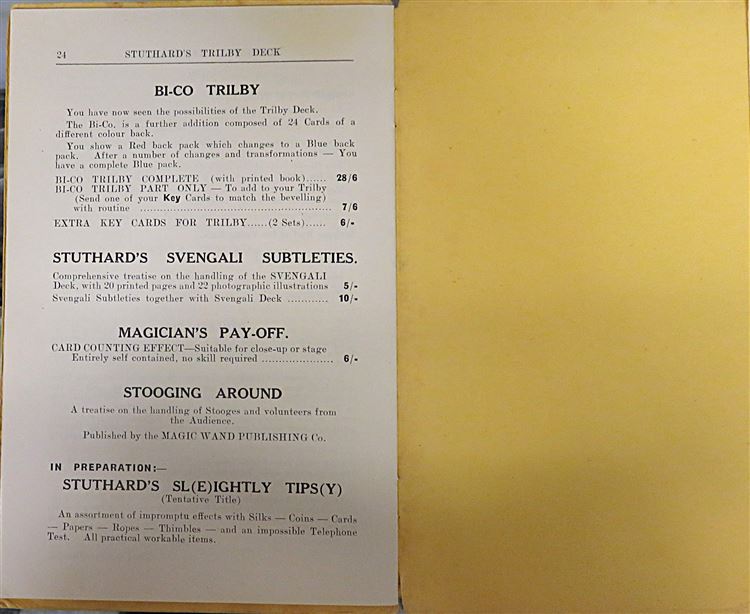 24 STUTHARD'S TRILBY DECK
BI-CO TRILBY
You have now seen the possibilities of the Trilby Deck.
The Bi-Co. is a further addition composed of 24 Cards of a
different colour back.
You show a Red back pack which changes to a Blue back
pack. After a number of changes and transformations — You
have a complete Blue pack.
BI-CO TRILBY COMPLETE (with printed book)...... 28/6
BI-CO TRILBY PART ONLY — To add to your Trilby
(Send one of your Key Cards to match the bevelling)
with routine ........................................................ 7/6
EXTRA KEY CARDS FOR TRILBY......(2 Sets)...... 6/-
STUTHARD'S SVENGALI SUBTLETIES.
Comprehensive treatise on the handling of the SVENGALI
Deck, with 20 printed pages and 22 photographic illustrations 5/-
Svengali Subtleties together with Svengali Deck ............ 10/-
MAGICIAN'S PAY-OFF.
CARD COUNTING EFFECT—Suitable for close-up or stage
Entirely self contained, no skill required ..................... 6/-
STOOGING AROUND
A treatise on the handling of Stooges and volunteers from
the Audience.
Published by the MAGIC WAND PUBLISHING Co.
IN PREPARATION:—
STUTHARD'S SL(E)IGHTLY TIPS(Y)
(Tentative Title)
An assortment of impromptu effects with Silks — Coins — Cards
— Papers — Ropes — Thimbles — and an impossible Telephone
Test. All practical workable items.